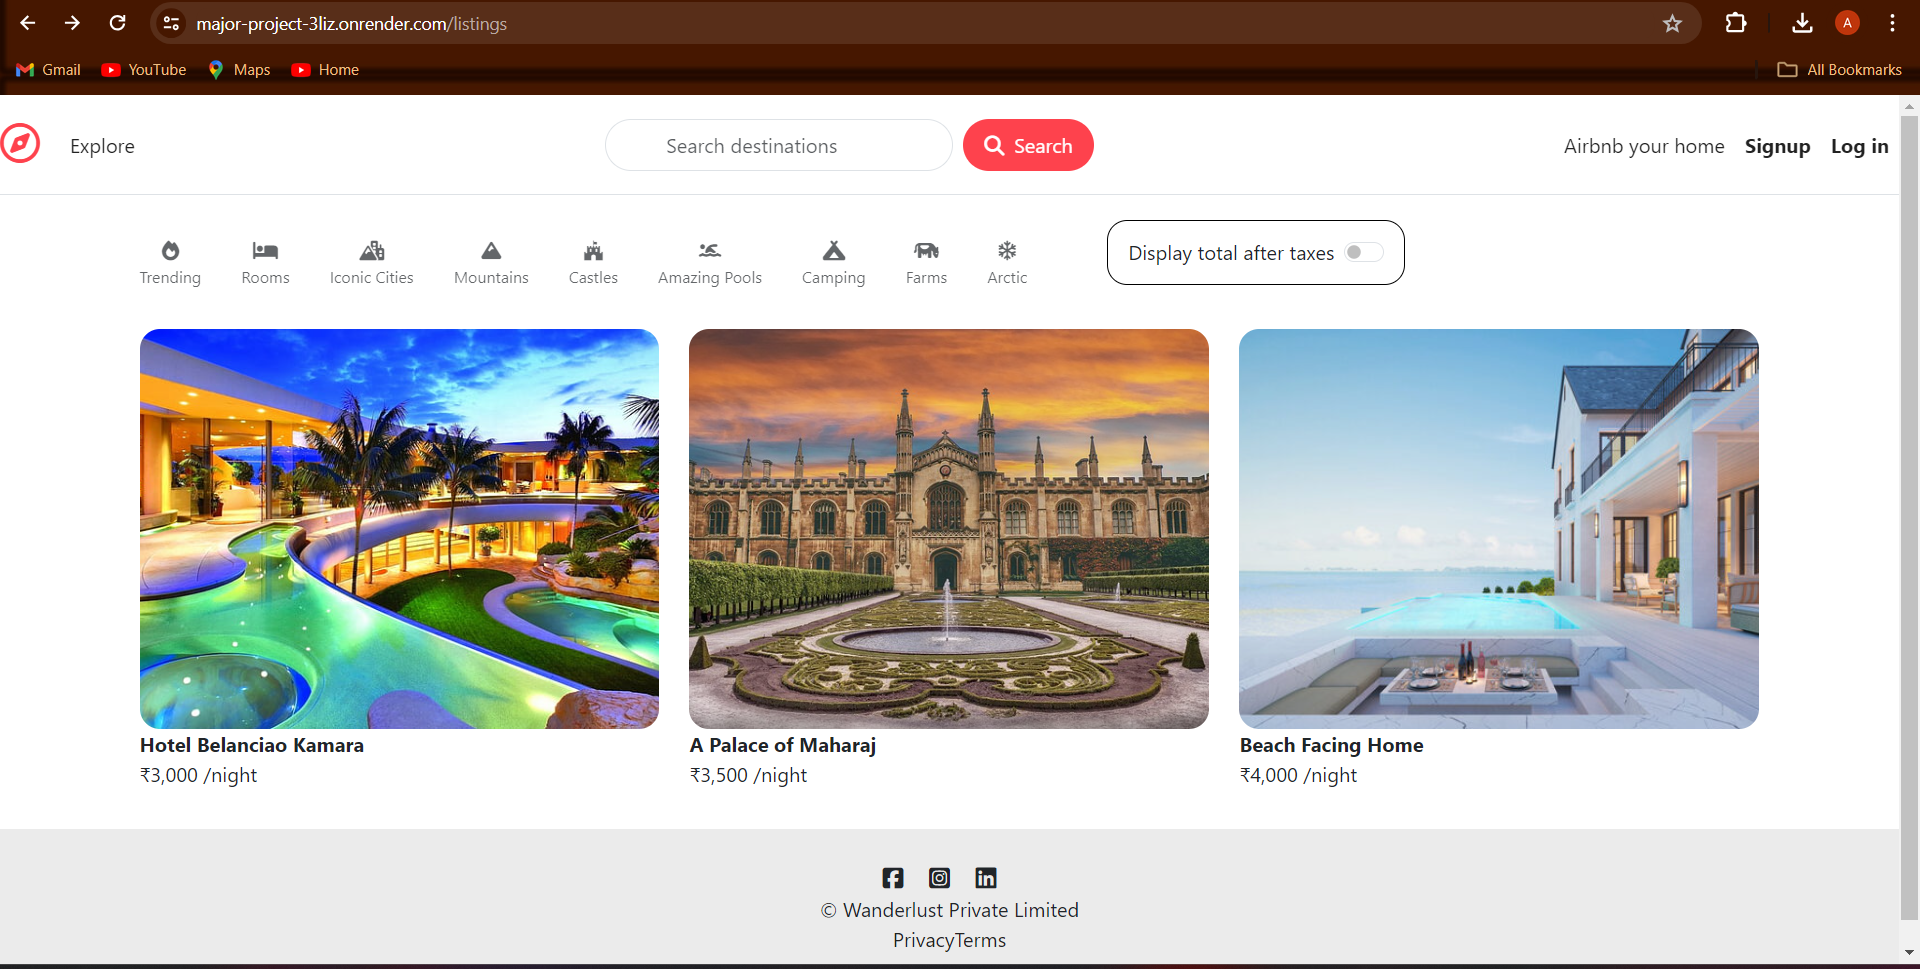 major-project-3liz.onrender.com/listings
A
Gmail YouTube Maps Home All Bookmarks
Explore Search destinations Search Airbnb your home Signup Log in
Trending Rooms Iconic Cities Mountains Castles Amazing Pools Camping Farms Arctic Display total after taxes
Hotel Belanciao Kamara
₹3,000 /night
A Palace of Maharaj
₹3,500 /night
Beach Facing Home
₹4,000 /night
© Wanderlust Private Limited
PrivacyTerms